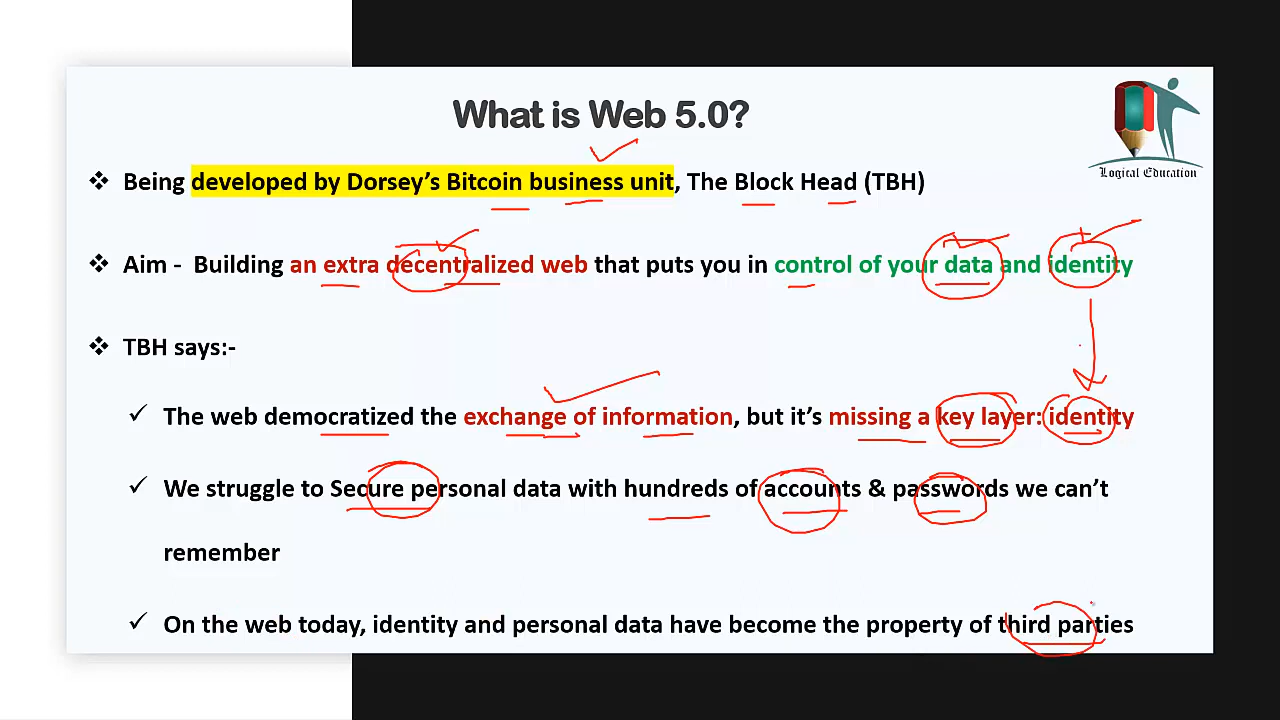 What is Web 5.0?
Logical Education
❖ Being developed by Dorsey’s Bitcoin business unit, The Block Head (TBH)
❖ Aim - Building an extra decentralized web that puts you in control of your data and identity
❖ TBH says:-
✓ The web democratized the exchange of information, but it’s missing a key layer: identity
✓ We struggle to Secure personal data with hundreds of accounts & passwords we can’t
remember
✓ On the web today, identity and personal data have become the property of third parties